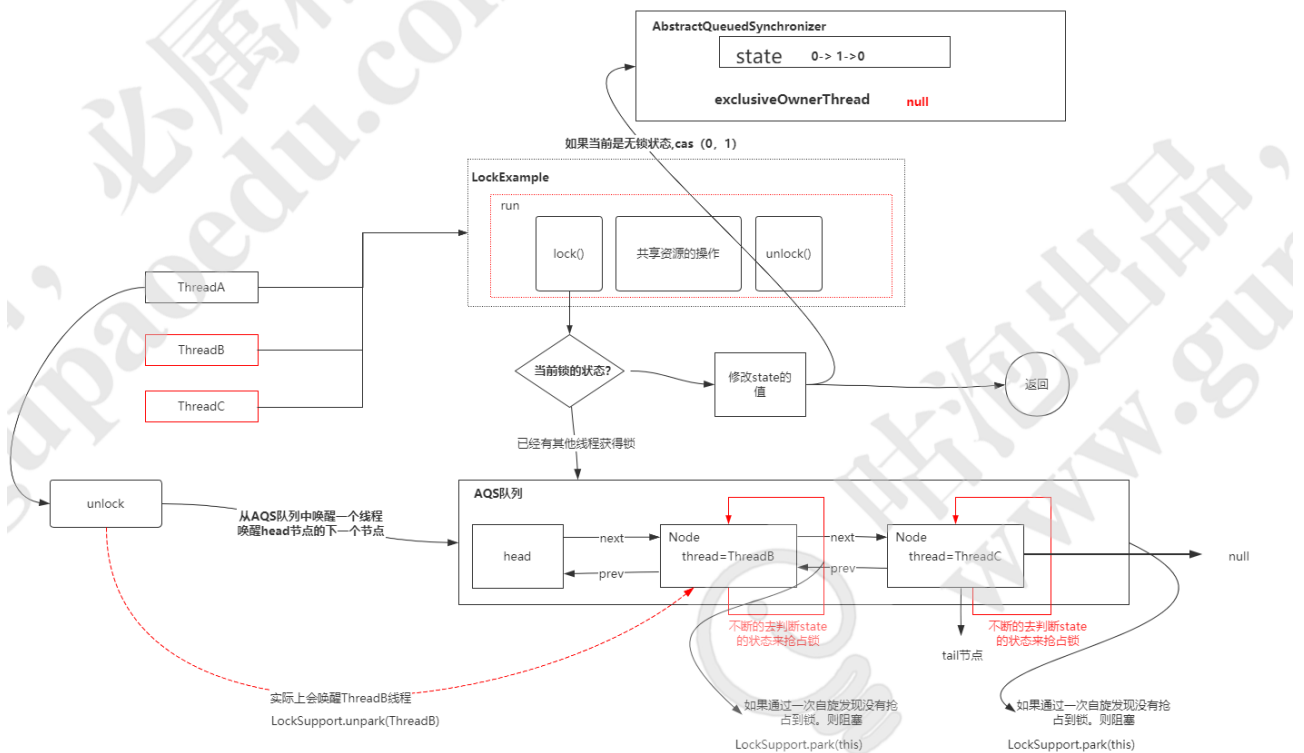 AbstractQueuedSynchronizer
state 0-> 1->0
exclusiveOwnerThread null
如果当前是无锁状态,cas（0，1）
LockExample
run
lock()
共享资源的操作
unlock()
ThreadA
ThreadB
ThreadC
当前锁的状态?
修改state的
值
返回
已经有其他线程获得锁
unlock
从AQS队列中唤醒一个线程
唤醒head节点的下一个节点
AQS队列
head
next
prev
Node
thread=ThreadB
next
prev
Node
thread=ThreadC
null
不断的去判断state
的状态来抢占锁
不断的去判断state
的状态来抢占锁
tail节点
实际上会唤醒ThreadB线程
LockSupport.unpark(ThreadB)
如果通过一次自旋发现没有抢
占到锁。则阻塞
LockSupport.park(this)
如果通过一次自旋发现没有抢
占到锁。则阻塞
LockSupport.park(this)
咕泡出品，
www.gup
必属
upaoedu.co